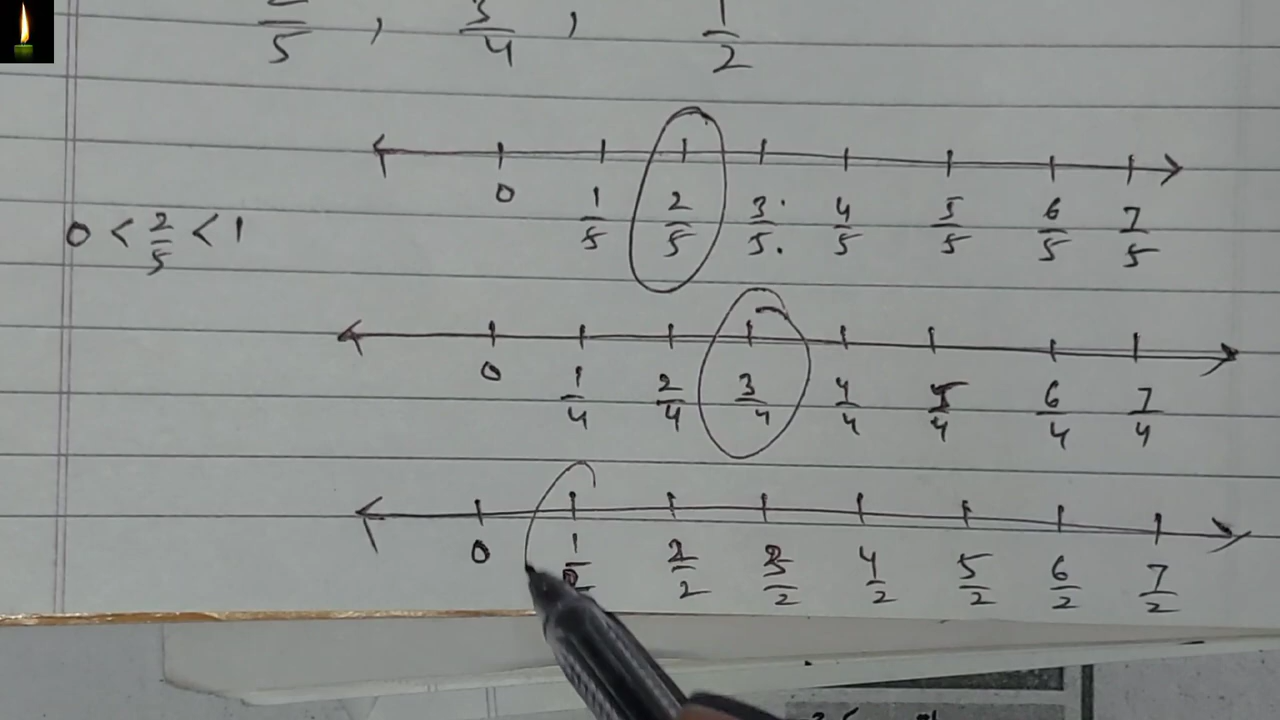 2/5 , 3/4 , 1/2
0 1/5 2/5 3/5 4/5 5/5 6/5 7/5
0 < 2/5 < 1
0 1/4 2/4 3/4 4/4 5/4 6/4 7/4
0 1/2 2/2 3/2 4/2 5/2 6/2 7/2